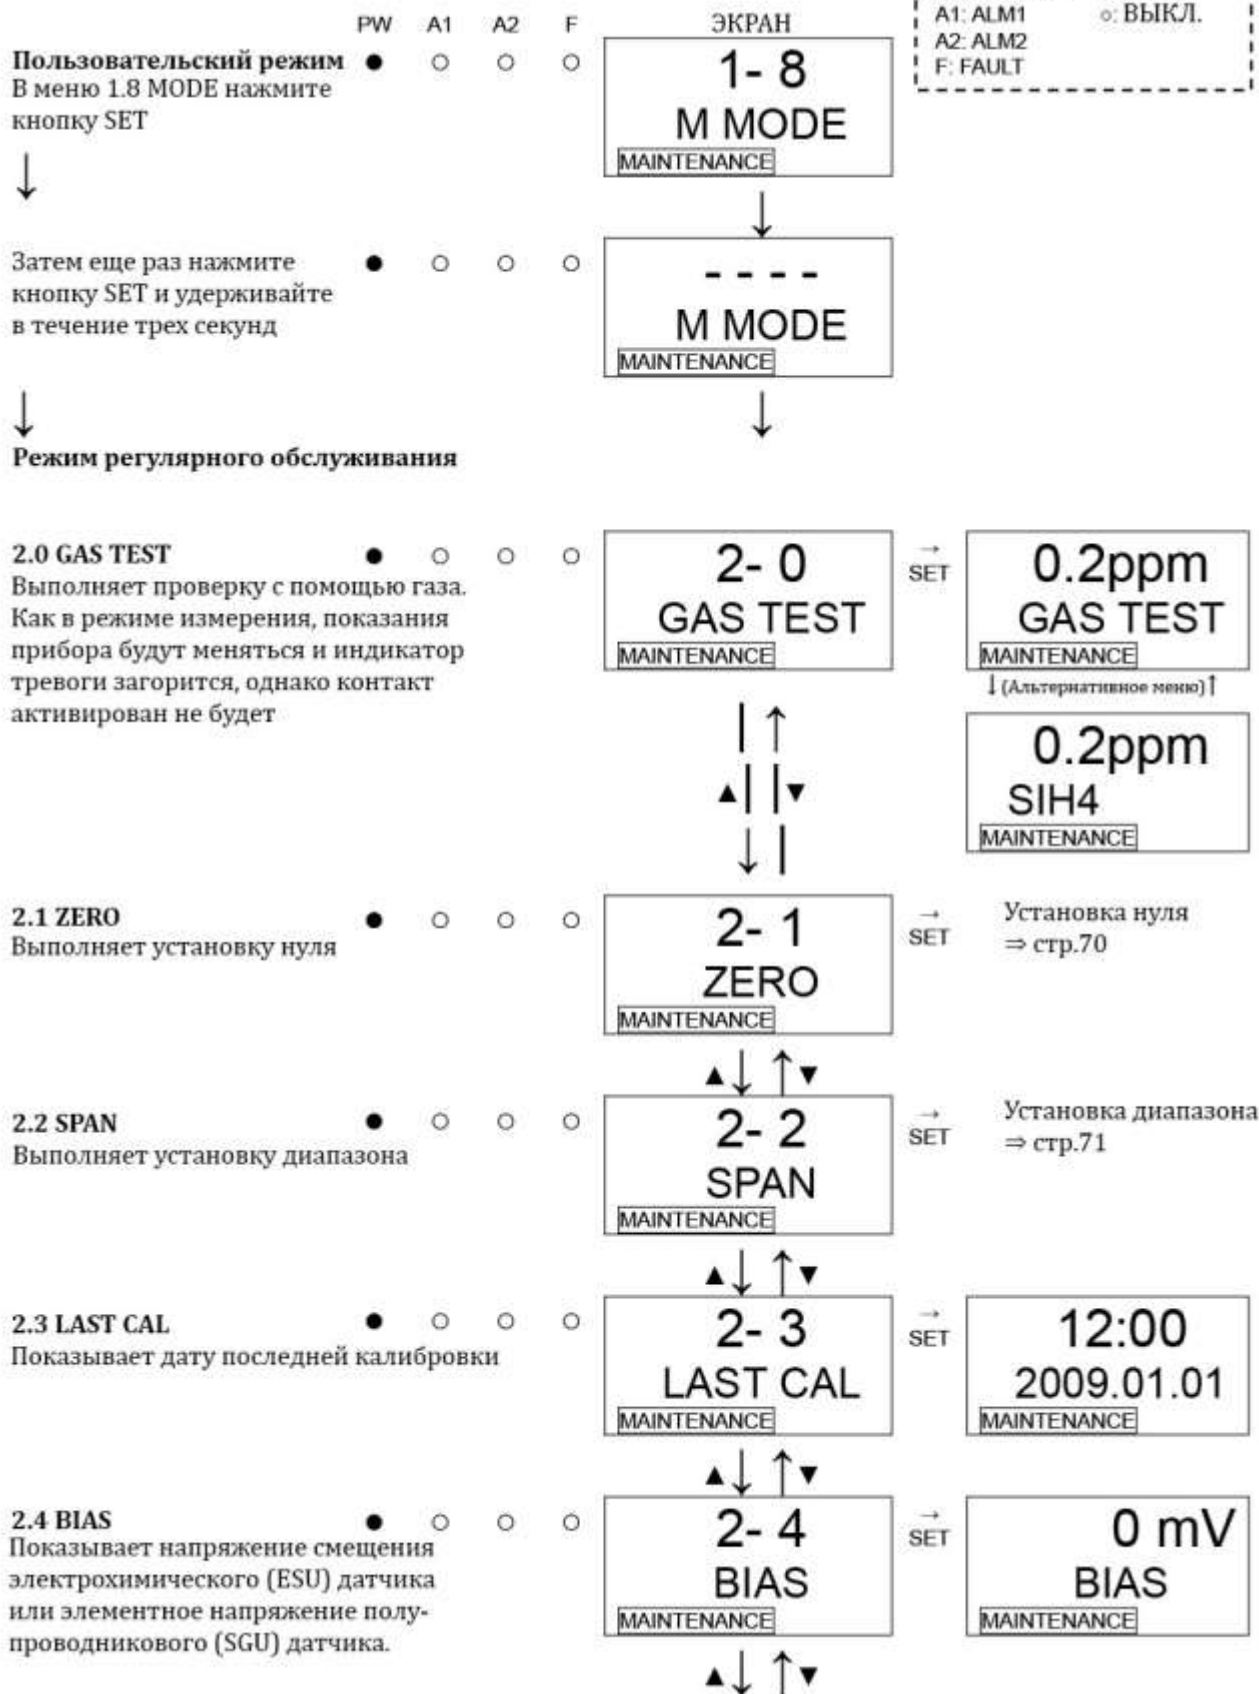 A1: ALM1 ○: ВЫКЛ.
A2: ALM2
F: FAULT
PW A1 A2 F ЭКРАН
Пользовательский режим ● ○ ○ ○
В меню 1.8 MODE нажмите
кнопку SET
1- 8
M MODE
MAINTENANCE
↓
↓
Затем еще раз нажмите ● ○ ○ ○
кнопку SET и удерживайте
в течение трех секунд
- - - -
M MODE
MAINTENANCE
↓
↓
Режим регулярного обслуживания
2.0 GAS TEST ● ○ ○ ○
Выполняет проверку с помощью газа.
Как в режиме измерения, показания
прибора будут меняться и индикатор
тревоги загорится, однако контакт
активирован не будет
2- 0
GAS TEST
MAINTENANCE
→
SET
0.2ppm
GAS TEST
MAINTENANCE
↓(Альтернативное меню)↑
0.2ppm
SIH4
MAINTENANCE
▲↓ ↑▼
2.1 ZERO ● ○ ○ ○
Выполняет установку нуля
2- 1
ZERO
MAINTENANCE
→
SET
Установка нуля
⇒ стр.70
▲↓ ↑▼
2.2 SPAN ● ○ ○ ○
Выполняет установку диапазона
2- 2
SPAN
MAINTENANCE
→
SET
Установка диапазона
⇒ стр.71
▲↓ ↑▼
2.3 LAST CAL ● ○ ○ ○
Показывает дату последней калибровки
2- 3
LAST CAL
MAINTENANCE
→
SET
12:00
2009.01.01
MAINTENANCE
▲↓ ↑▼
2.4 BIAS ● ○ ○ ○
Показывает напряжение смещения
электрохимического (ESU) датчика
или элементное напряжение полу-
проводникового (SGU) датчика.
2- 4
BIAS
MAINTENANCE
→
SET
0 mV
BIAS
MAINTENANCE
▲↓ ↑▼